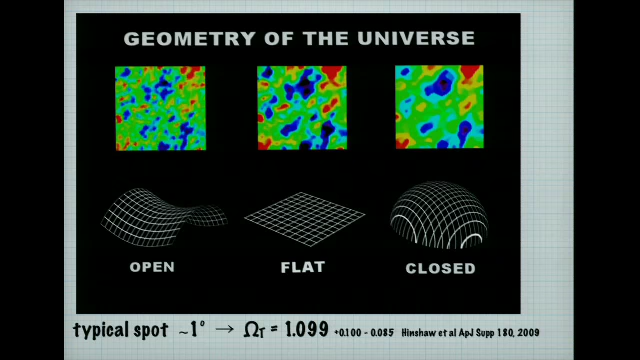 GEOMETRY OF THE UNIVERSE
OPEN FLAT CLOSED
typical spot ~1° → Ω_T = 1.099 +0.100 - 0.085 Hinshaw et al ApJ Supp 180, 2009